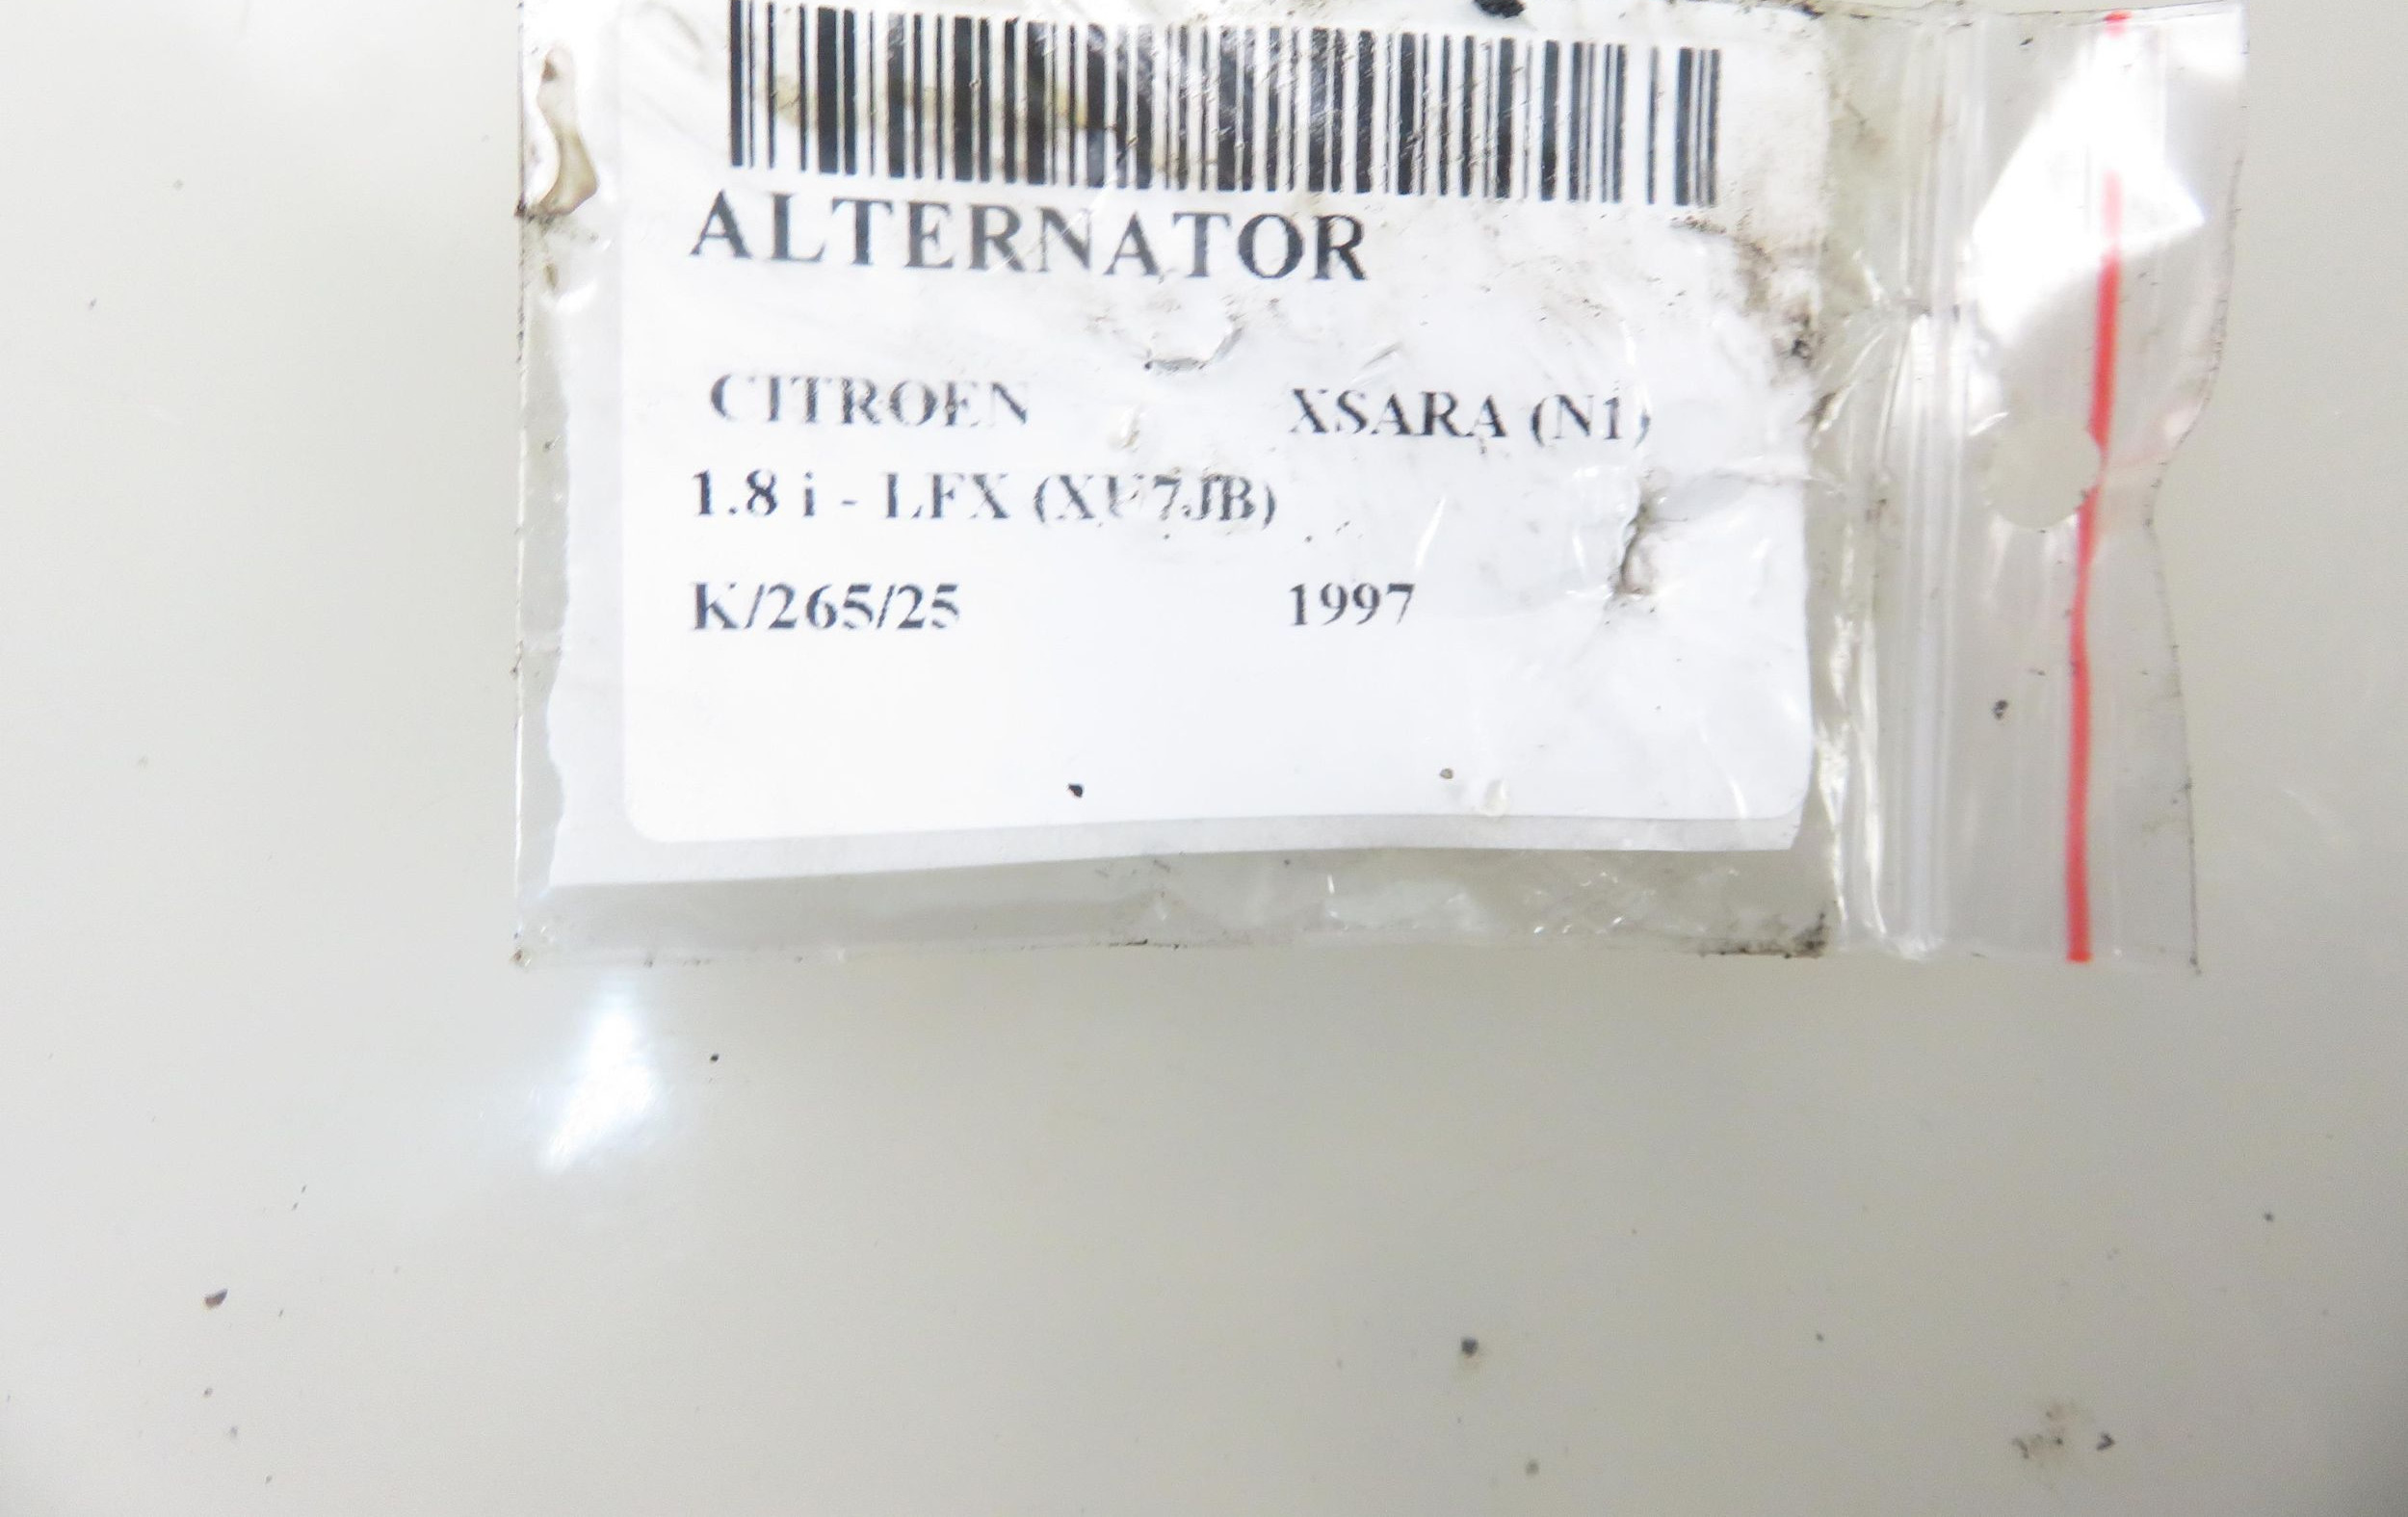 ALTERNATOR
CITROEN XSARA (N1)
1.8 i - LFX (XU7JB)
K/265/25 1997